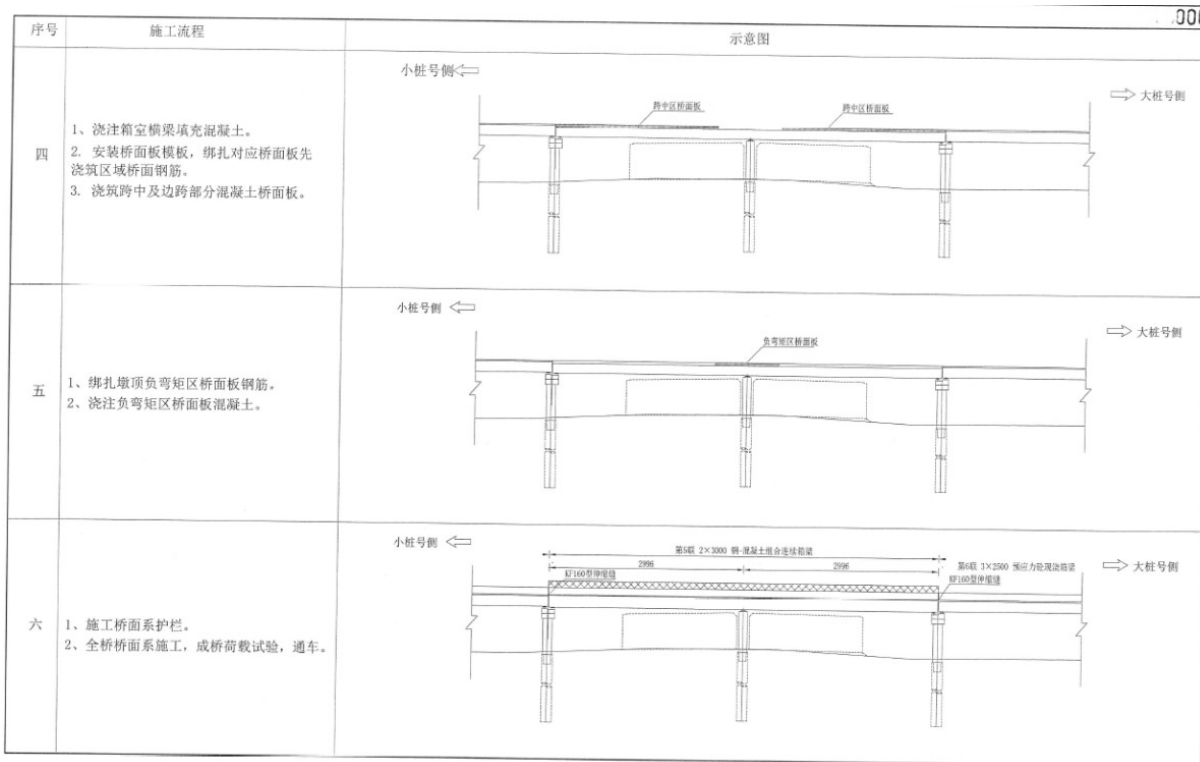 000
序号 施工流程 示意图
四
1、浇注箱室横梁填充混凝土。
2. 安装桥面板模板，绑扎对应桥面板先
浇筑区域桥面钢筋。
3. 浇筑跨中及边跨部分混凝土桥面板。
小桩号侧
大桩号侧
跨中区桥面板
跨中区桥面板
五
1、绑扎墩顶负弯矩区桥面板钢筋。
2、浇注负弯矩区桥面板混凝土。
小桩号侧
大桩号侧
负弯矩区桥面板
六
1、施工桥面系护栏。
2、全桥桥面系施工，成桥荷载试验，通车。
小桩号侧
大桩号侧
第5联 2×3000 钢-混凝土组合连续箱梁
2996
2996
第6联 3×2500 预应力砼现浇箱梁
KF160型伸缩缝
KF160型伸缩缝